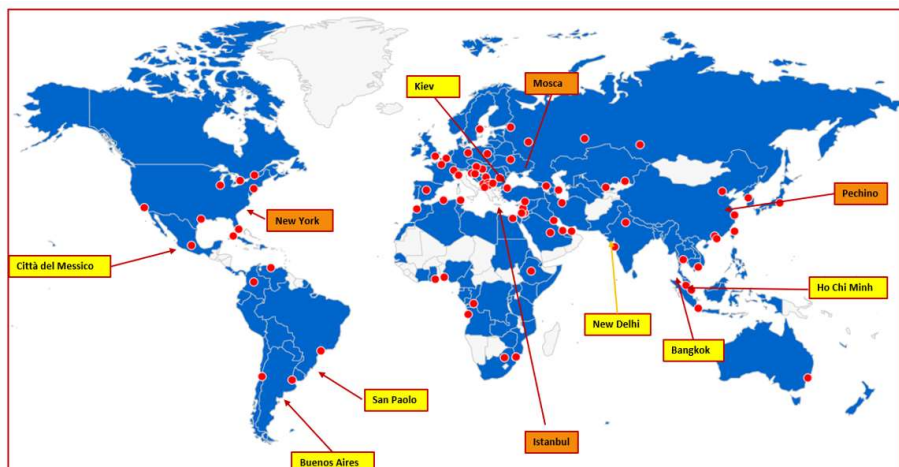 Kiev
Mosca
Pechino
New York
Città del Messico
Ho Chi Minh
New Delhi
Bangkok
San Paolo
Istanbul
Buenos Aires